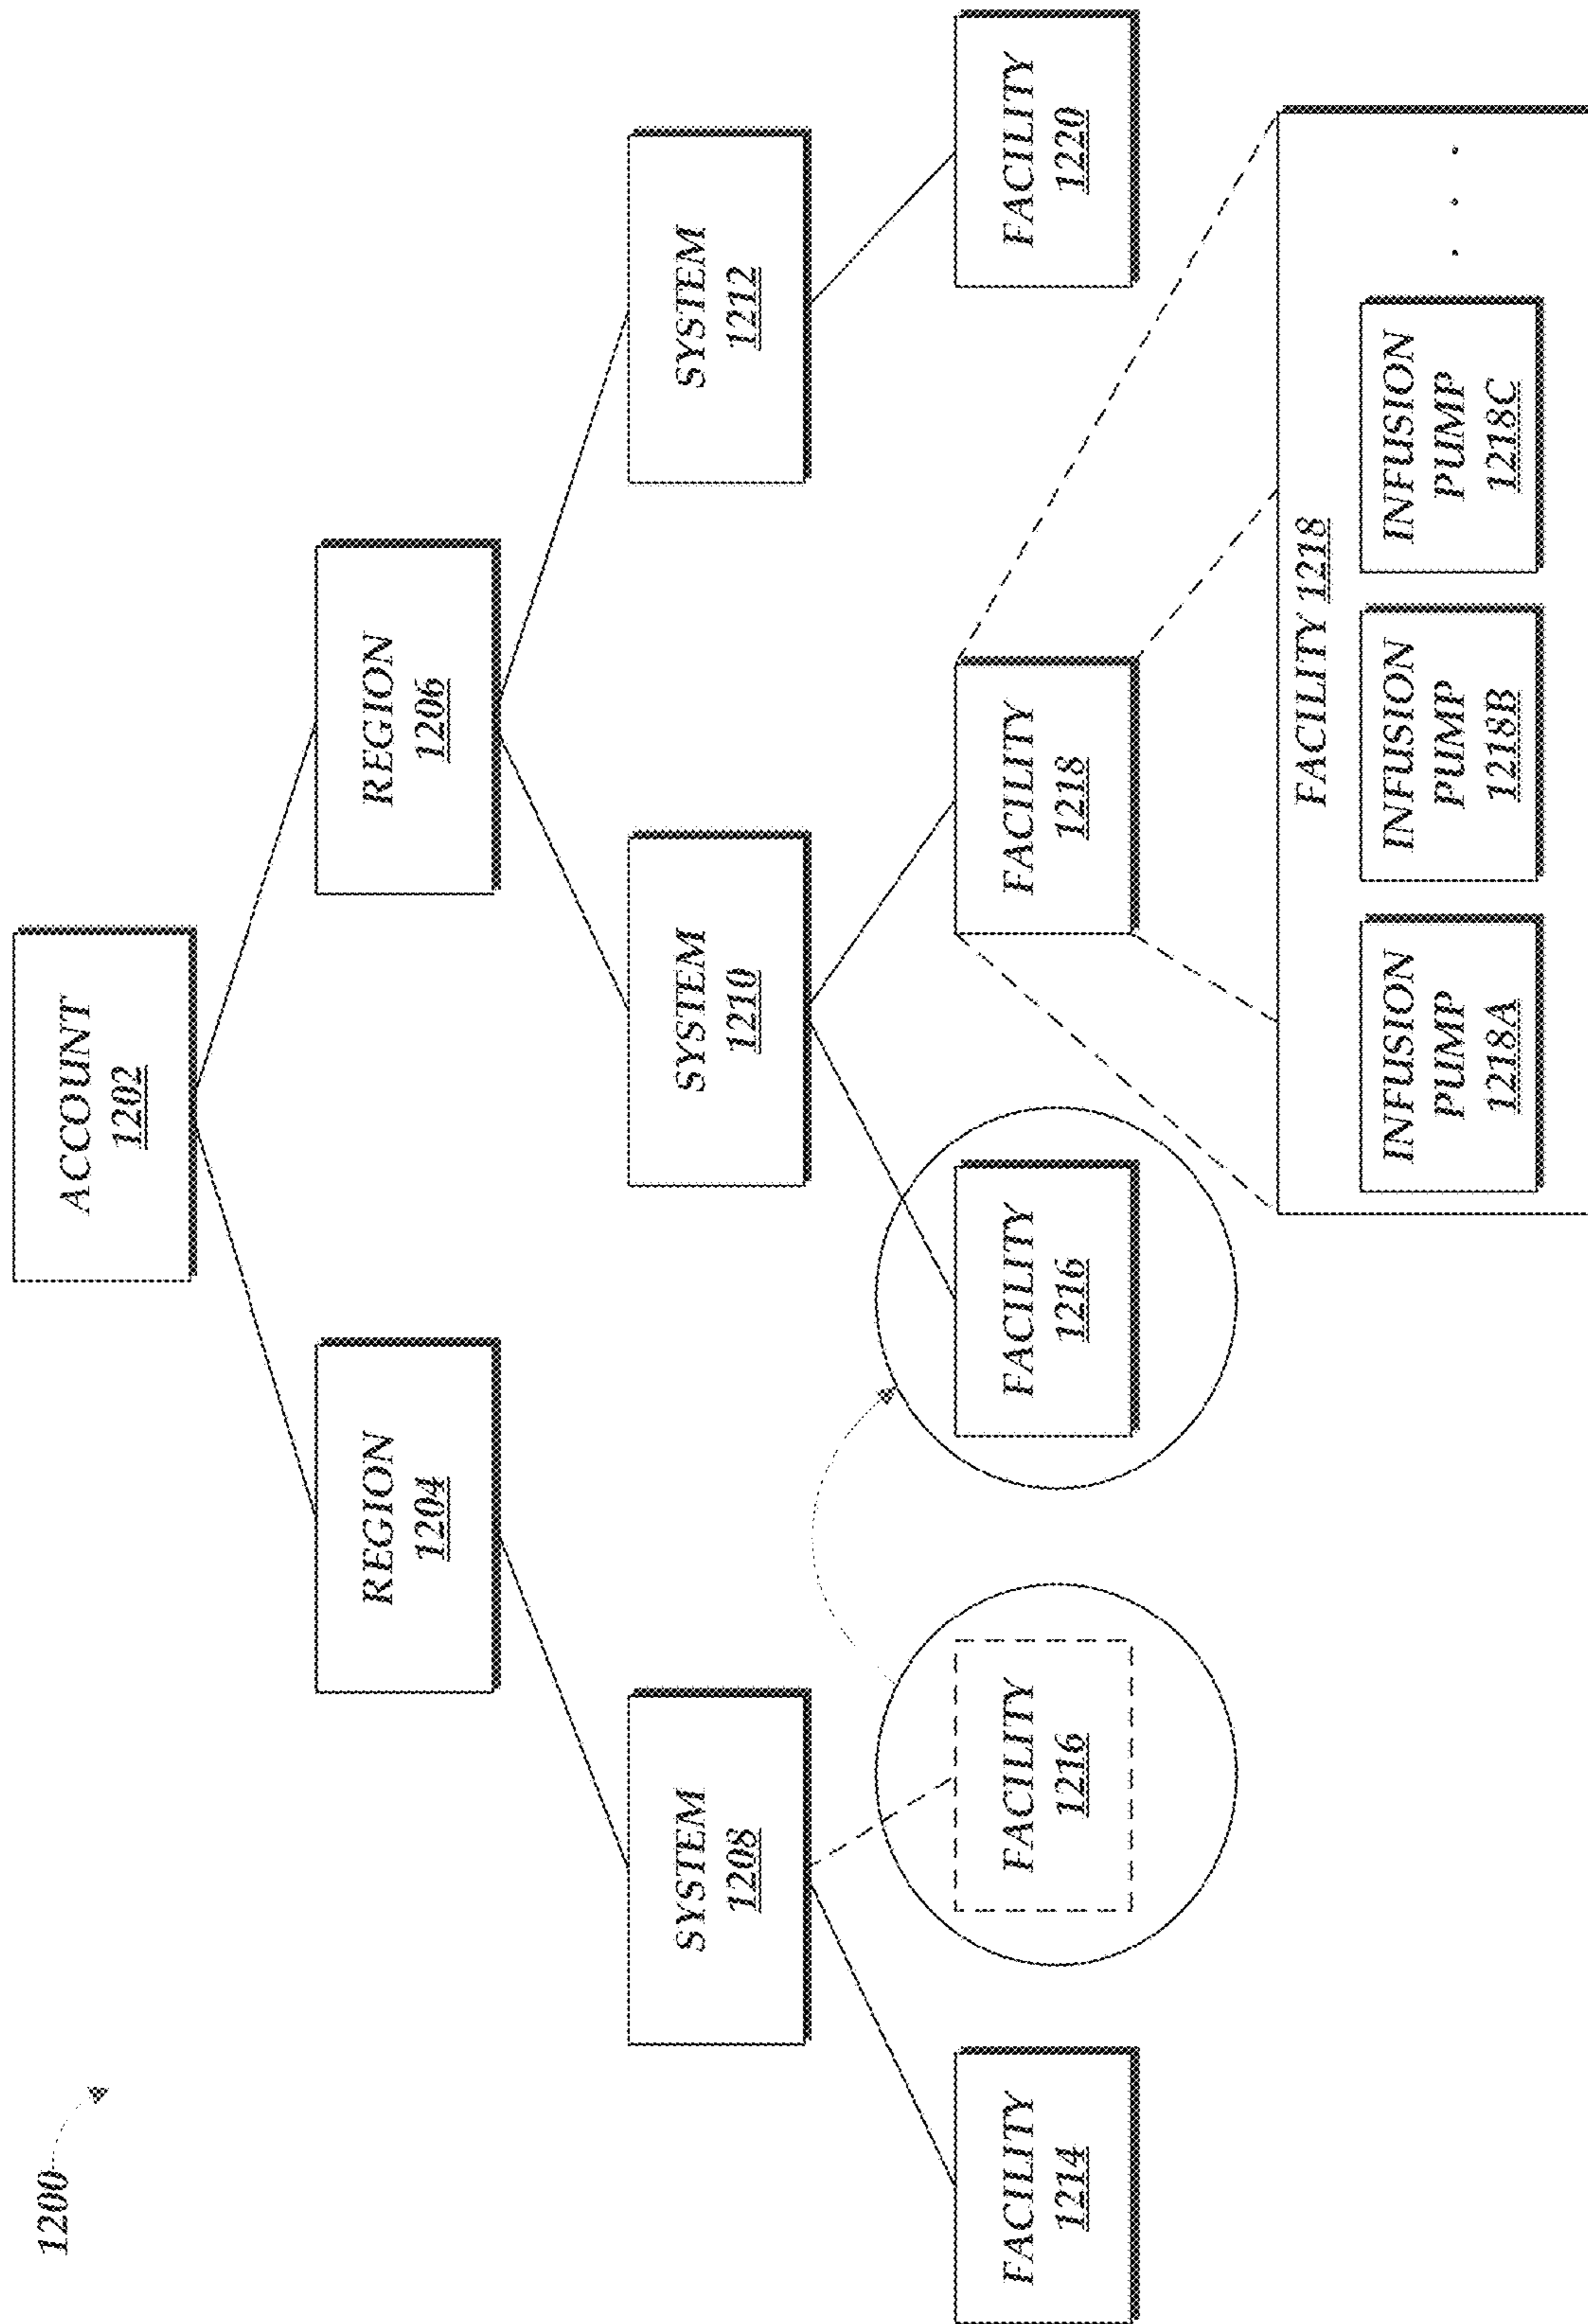 1200
ACCOUNT
1202
REGION
1204
REGION
1206
SYSTEM
1208
SYSTEM
1210
SYSTEM
1212
FACILITY
1214
FACILITY
1216
FACILITY
1216
FACILITY
1218
FACILITY
1220
FACILITY 1218
INFUSION
PUMP
1218A
INFUSION
PUMP
1218B
INFUSION
PUMP
1218C
. . .